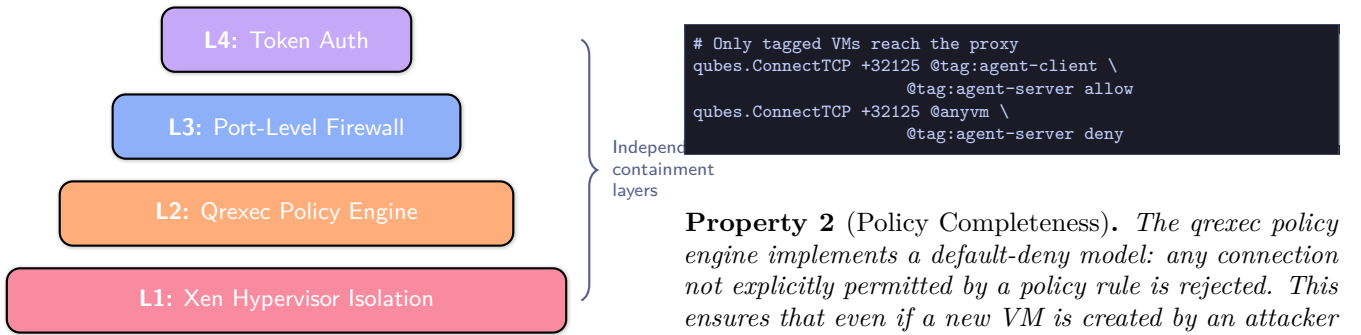 L4: Token Auth
L3: Port-Level Firewall
L2: Qrexec Policy Engine
L1: Xen Hypervisor Isolation
containment
layers
# Only tagged VMs reach the proxy
qubes.ConnectTCP +32125 @tag:agent-client \
@tag:agent-server allow
qubes.ConnectTCP +32125 @anyvm \
@tag:agent-server deny
Property 2 (Policy Completeness). The qrexec policy
engine implements a default-deny model: any connection
not explicitly permitted by a policy rule is rejected. This
ensures that even if a new VM is created by an attacker